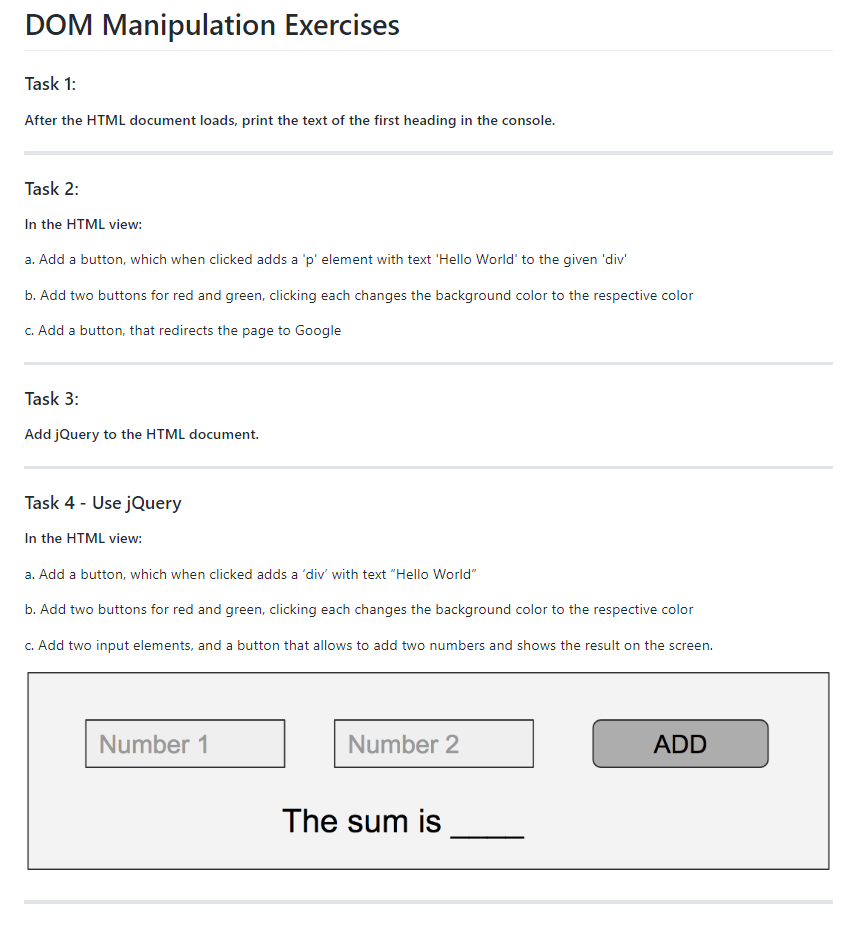 DOM Manipulation Exercises
Task 1:
After the HTML document loads, print the text of the first heading in the console.
Task 2:
In the HTML view:
a. Add a button, which when clicked adds a 'p' element with text 'Hello World' to the given 'div'
b. Add two buttons for red and green, clicking each changes the background color to the respective color
c. Add a button, that redirects the page to Google
Task 3:
Add jQuery to the HTML document.
Task 4 - Use jQuery
In the HTML view:
a. Add a button, which when clicked adds a ‘div’ with text “Hello World”
b. Add two buttons for red and green, clicking each changes the background color to the respective color
c. Add two input elements, and a button that allows to add two numbers and shows the result on the screen.
Number 1 Number 2 ADD
The sum is ____